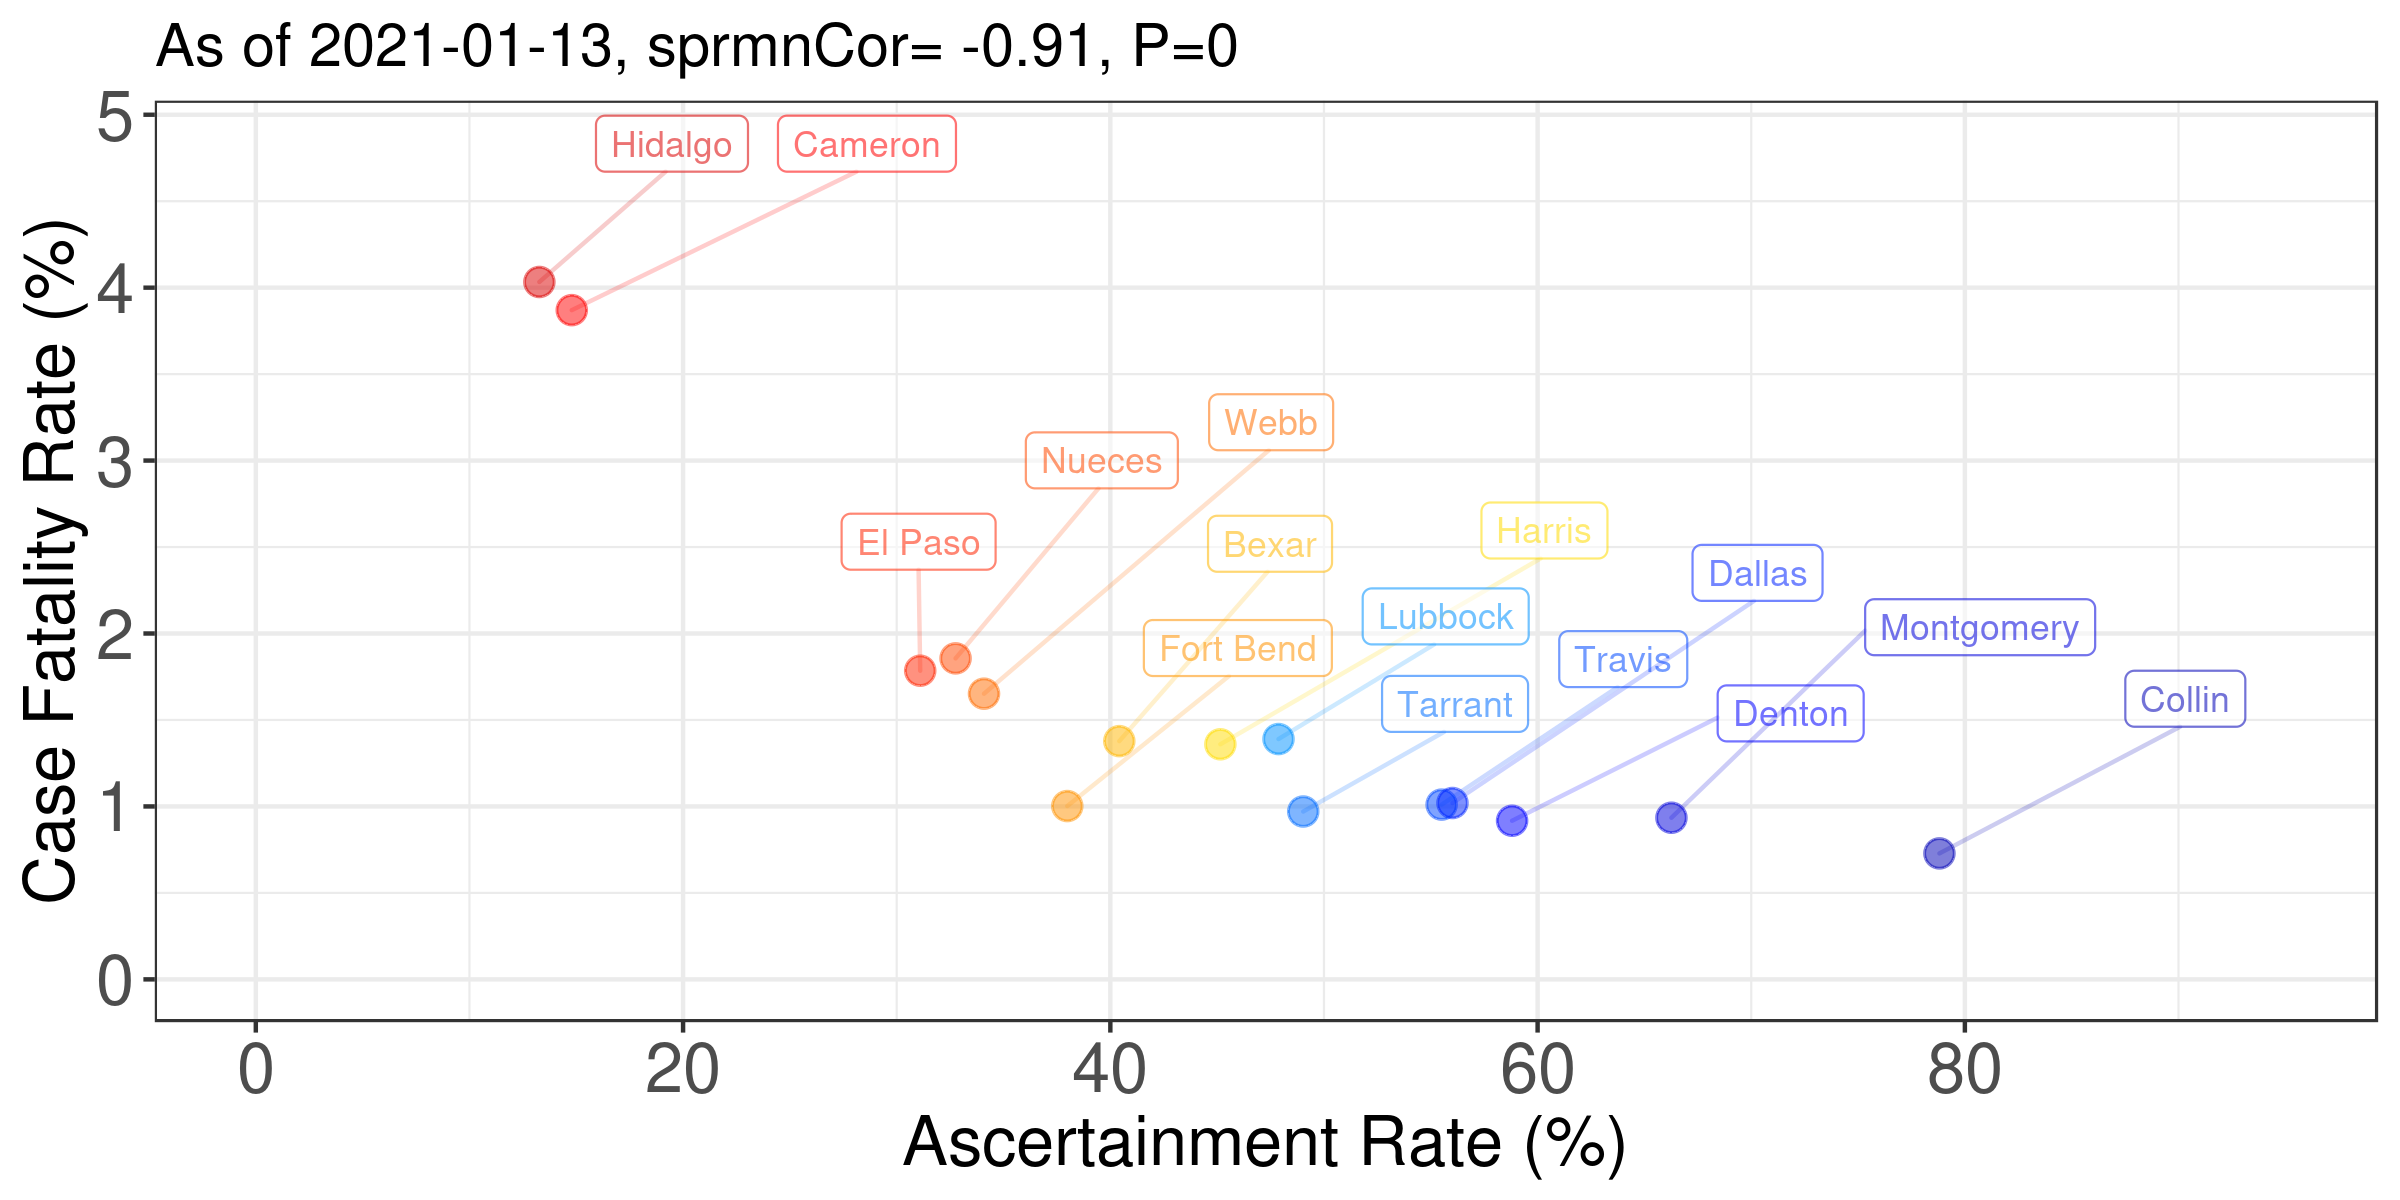 As of 2021-01-13, sprmnCor= -0.91, P=0
Case Fatality Rate (%)
5
4
3
2
1
0
Hidalgo
Cameron
Webb
Nueces
El Paso
Bexar
Harris
Dallas
Lubbock
Montgomery
Fort Bend
Travis
Collin
Tarrant
Denton
0
20
40
60
80
Ascertainment Rate (%)